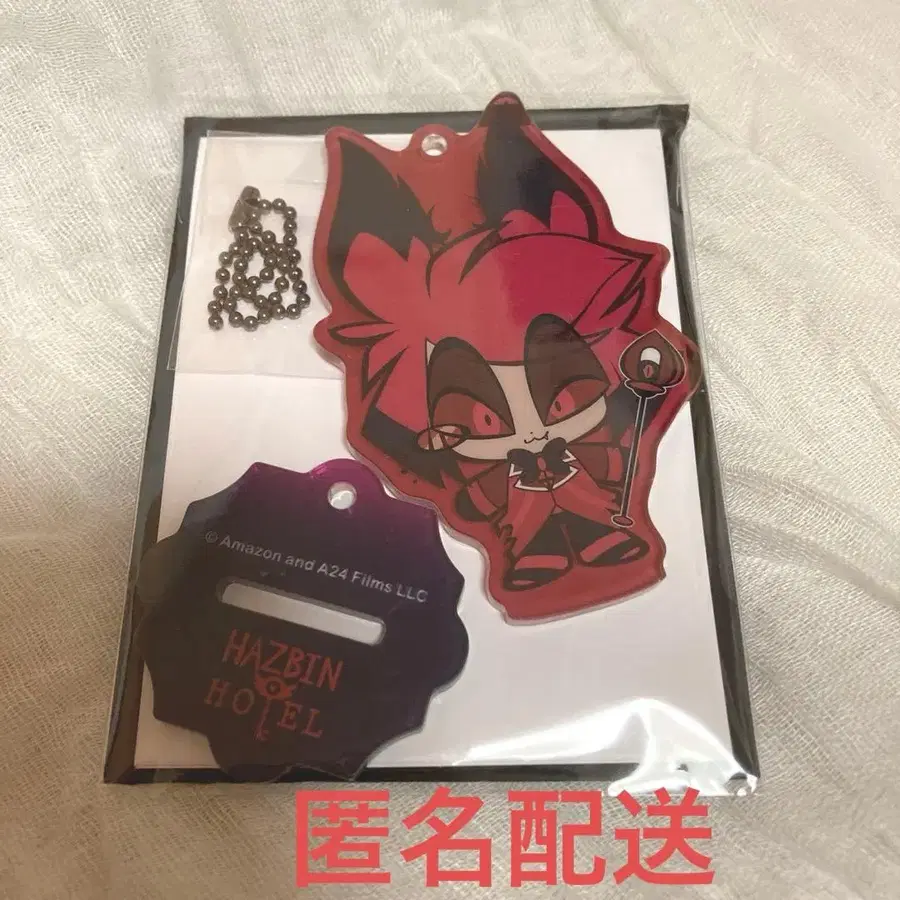 © Amazon and A24 Films LLC
HAZBIN
HOTEL
匿名配送